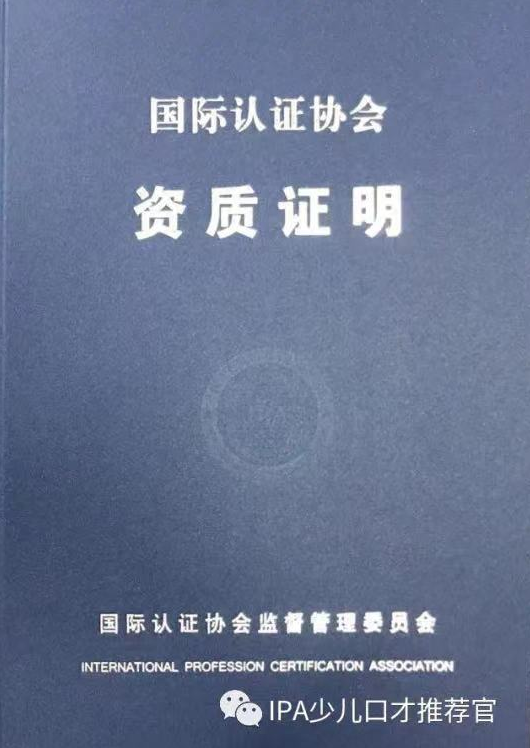 国际认证协会
资质证明
国际认证协会监督管理委员会
INTERNATIONAL PROFESSION CERTIFICATION ASSOCIATION
IPA少儿口才推荐官